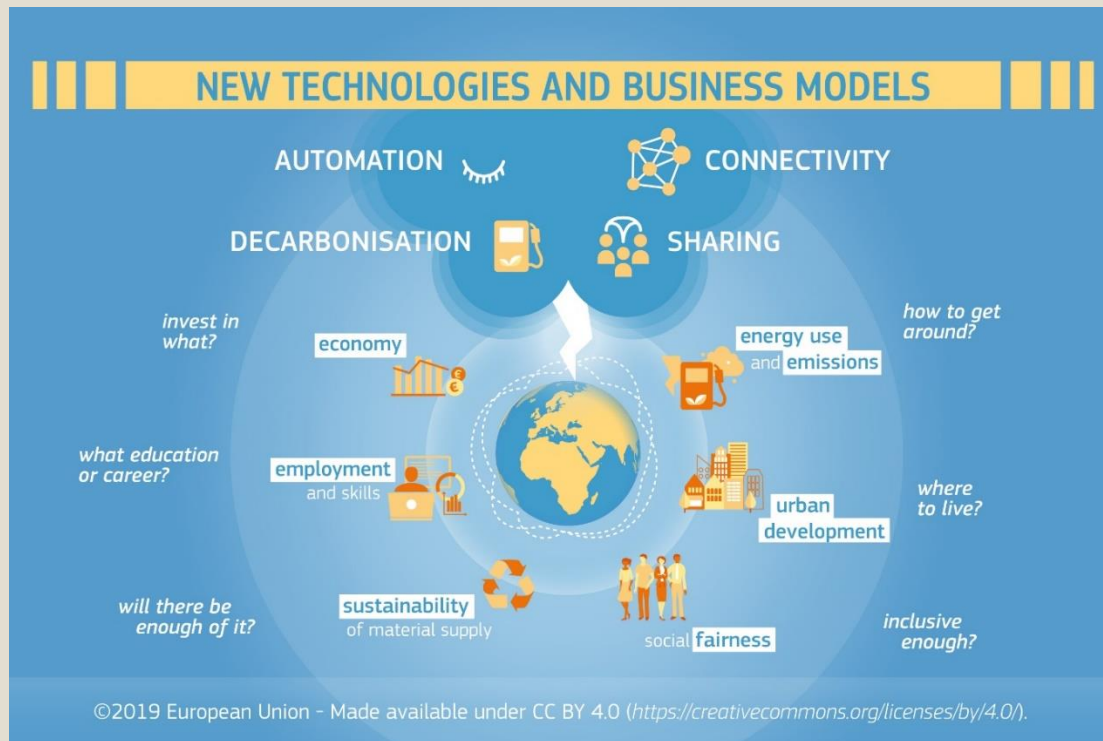 NEW TECHNOLOGIES AND BUSINESS MODELS
AUTOMATION
CONNECTIVITY
DECARBONISATION
SHARING
invest in
what?
economy
energy use
and emissions
how to get
around?
what education
or career?
employment
and skills
urban
development
where
to live?
will there be
enough of it?
sustainability
of material supply
social fairness
inclusive
enough?
©2019 European Union - Made available under CC BY 4.0 (https://creativecommons.org/licenses/by/4.0/).